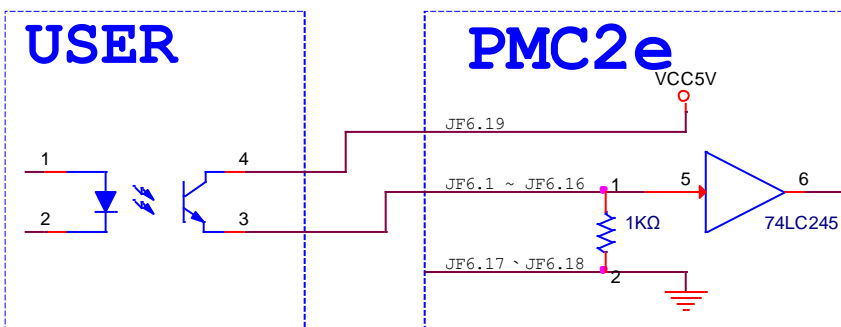 USER
PMC2e
VCC5V
JF6.19
1
4
JF6.1 ~ JF6.16
1
5
6
2
3
1KΩ
74LC245
JF6.17、JF6.18
2